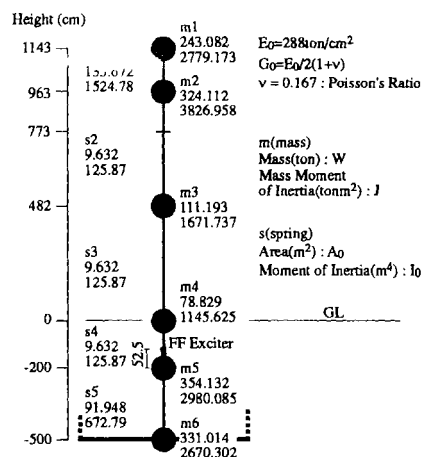 Height (cm)
1143
963
773
482
0
-200
-500
1524.78
s2
9.632
125.87
s3
9.632
125.87
s4
9.632
125.87
s5
91.948
672.79
52.5
m1
243.082
2779.173
m2
324.112
3826.958
m3
111.193
1671.737
m4
78.829
1145.625
FF Exciter
m5
354.132
2980.085
m6
331.014
2670.302
E0=288ton/cm²
G0=E0/2(1+ν)
ν = 0.167 : Poisson's Ratio
m(mass)
Mass(ton) : W
Mass Moment
of Inertia(tonm²) : J
s(spring)
Area(m²) : A0
Moment of Inertia(m⁴) : I0
GL